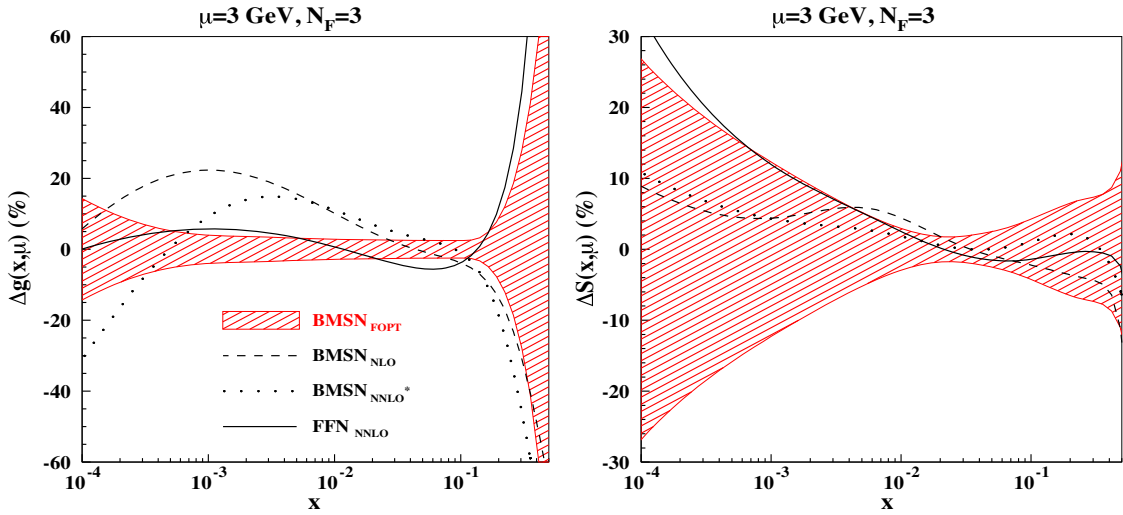 μ=3 GeV, N_F=3
Δg(x,μ) (%)
60
40
20
0
-20
-40
-60
10^-4
10^-3
10^-2
10^-1
x
BMSN_FOPT
BMSN_NLO
BMSN_NNLO*
FFN_NNLO
μ=3 GeV, N_F=3
ΔS(x,μ) (%)
30
20
10
0
-10
-20
-30
10^-4
10^-3
10^-2
10^-1
x